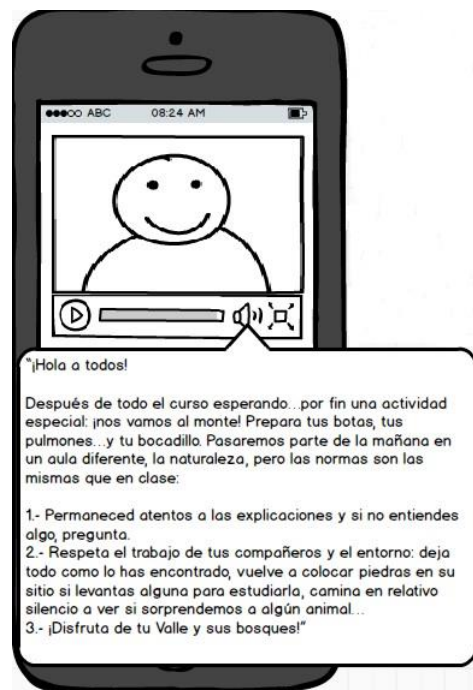 ABC 08:24 AM
"¡Hola a todos!
Después de todo el curso esperando...por fin una actividad
especial: ¡nos vamos al monte! Prepara tus botas, tus
pulmones...y tu bocadillo. Pasaremos parte de la mañana en
un aula diferente, la naturaleza, pero las normas son las
mismas que en clase:
1.- Permaneced atentos a las explicaciones y si no entiendes
algo, pregunta.
2.- Respeta el trabajo de tus compañeros y el entorno: deja
todo como lo has encontrado, vuelve a colocar piedras en su
sitio si levantas alguna para estudiarla, camina en relativo
silencio a ver si sorprendemos a algún animal...
3.- ¡Disfruta de tu Valle y sus bosques!"